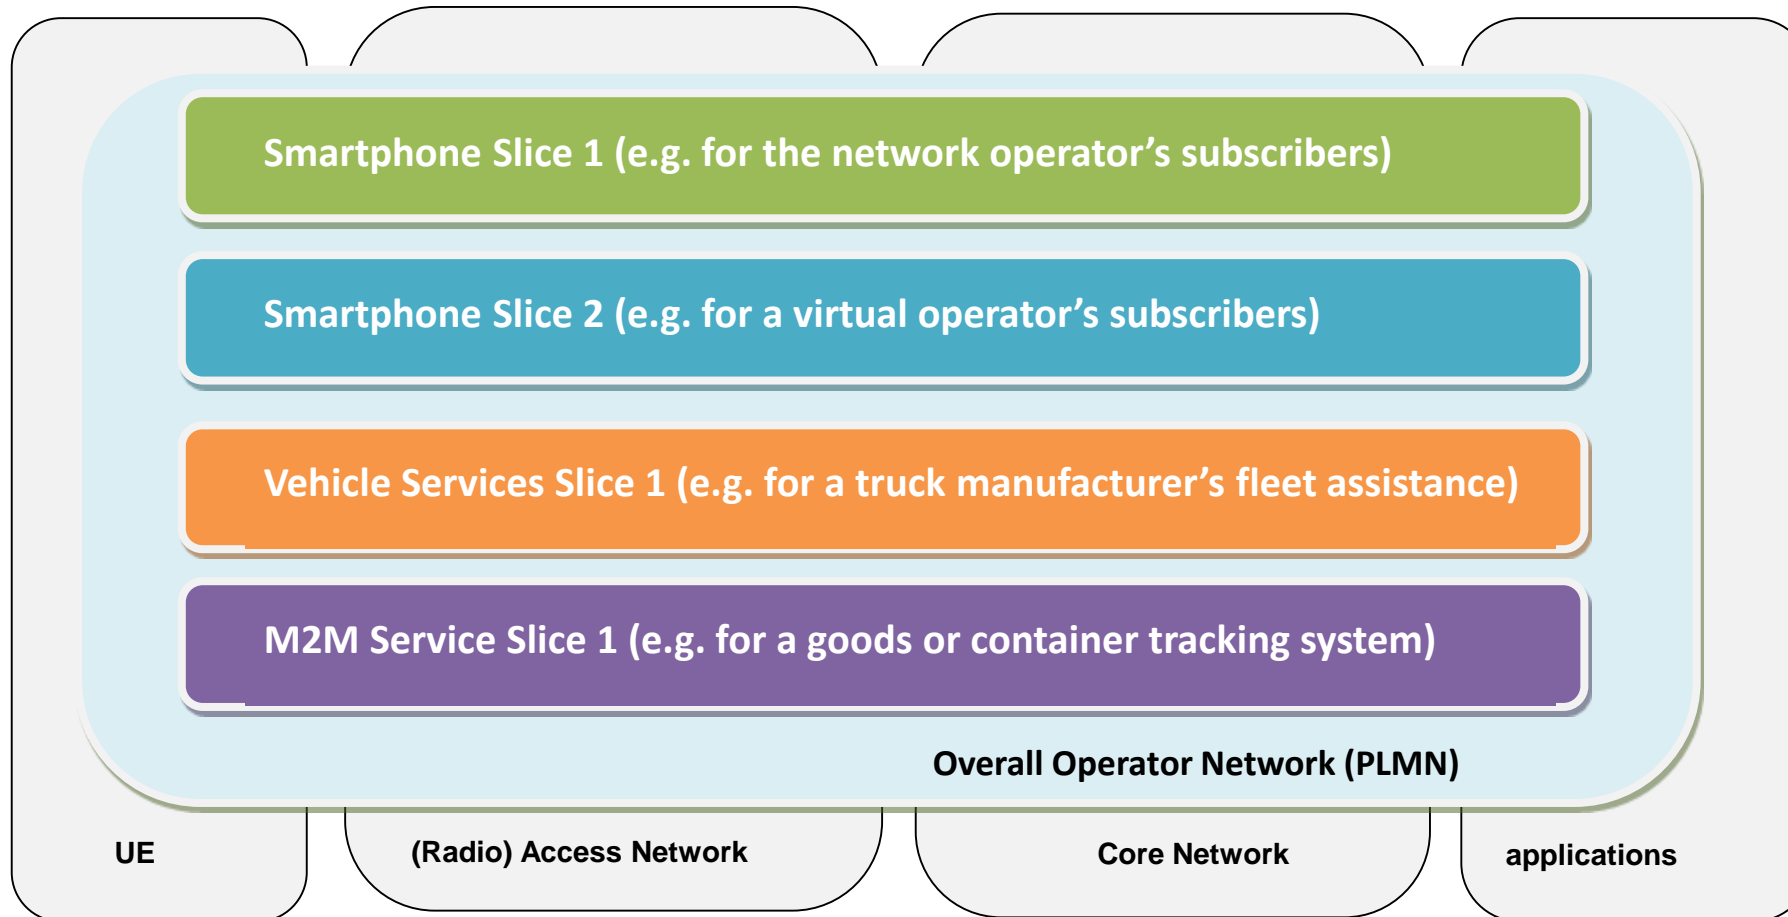 Smartphone Slice 1 (e.g. for the network operator’s subscribers)
Smartphone Slice 2 (e.g. for a virtual operator’s subscribers)
Vehicle Services Slice 1 (e.g. for a truck manufacturer’s fleet assistance)
M2M Service Slice 1 (e.g. for a goods or container tracking system)
Overall Operator Network (PLMN)
UE
(Radio) Access Network
Core Network
applications